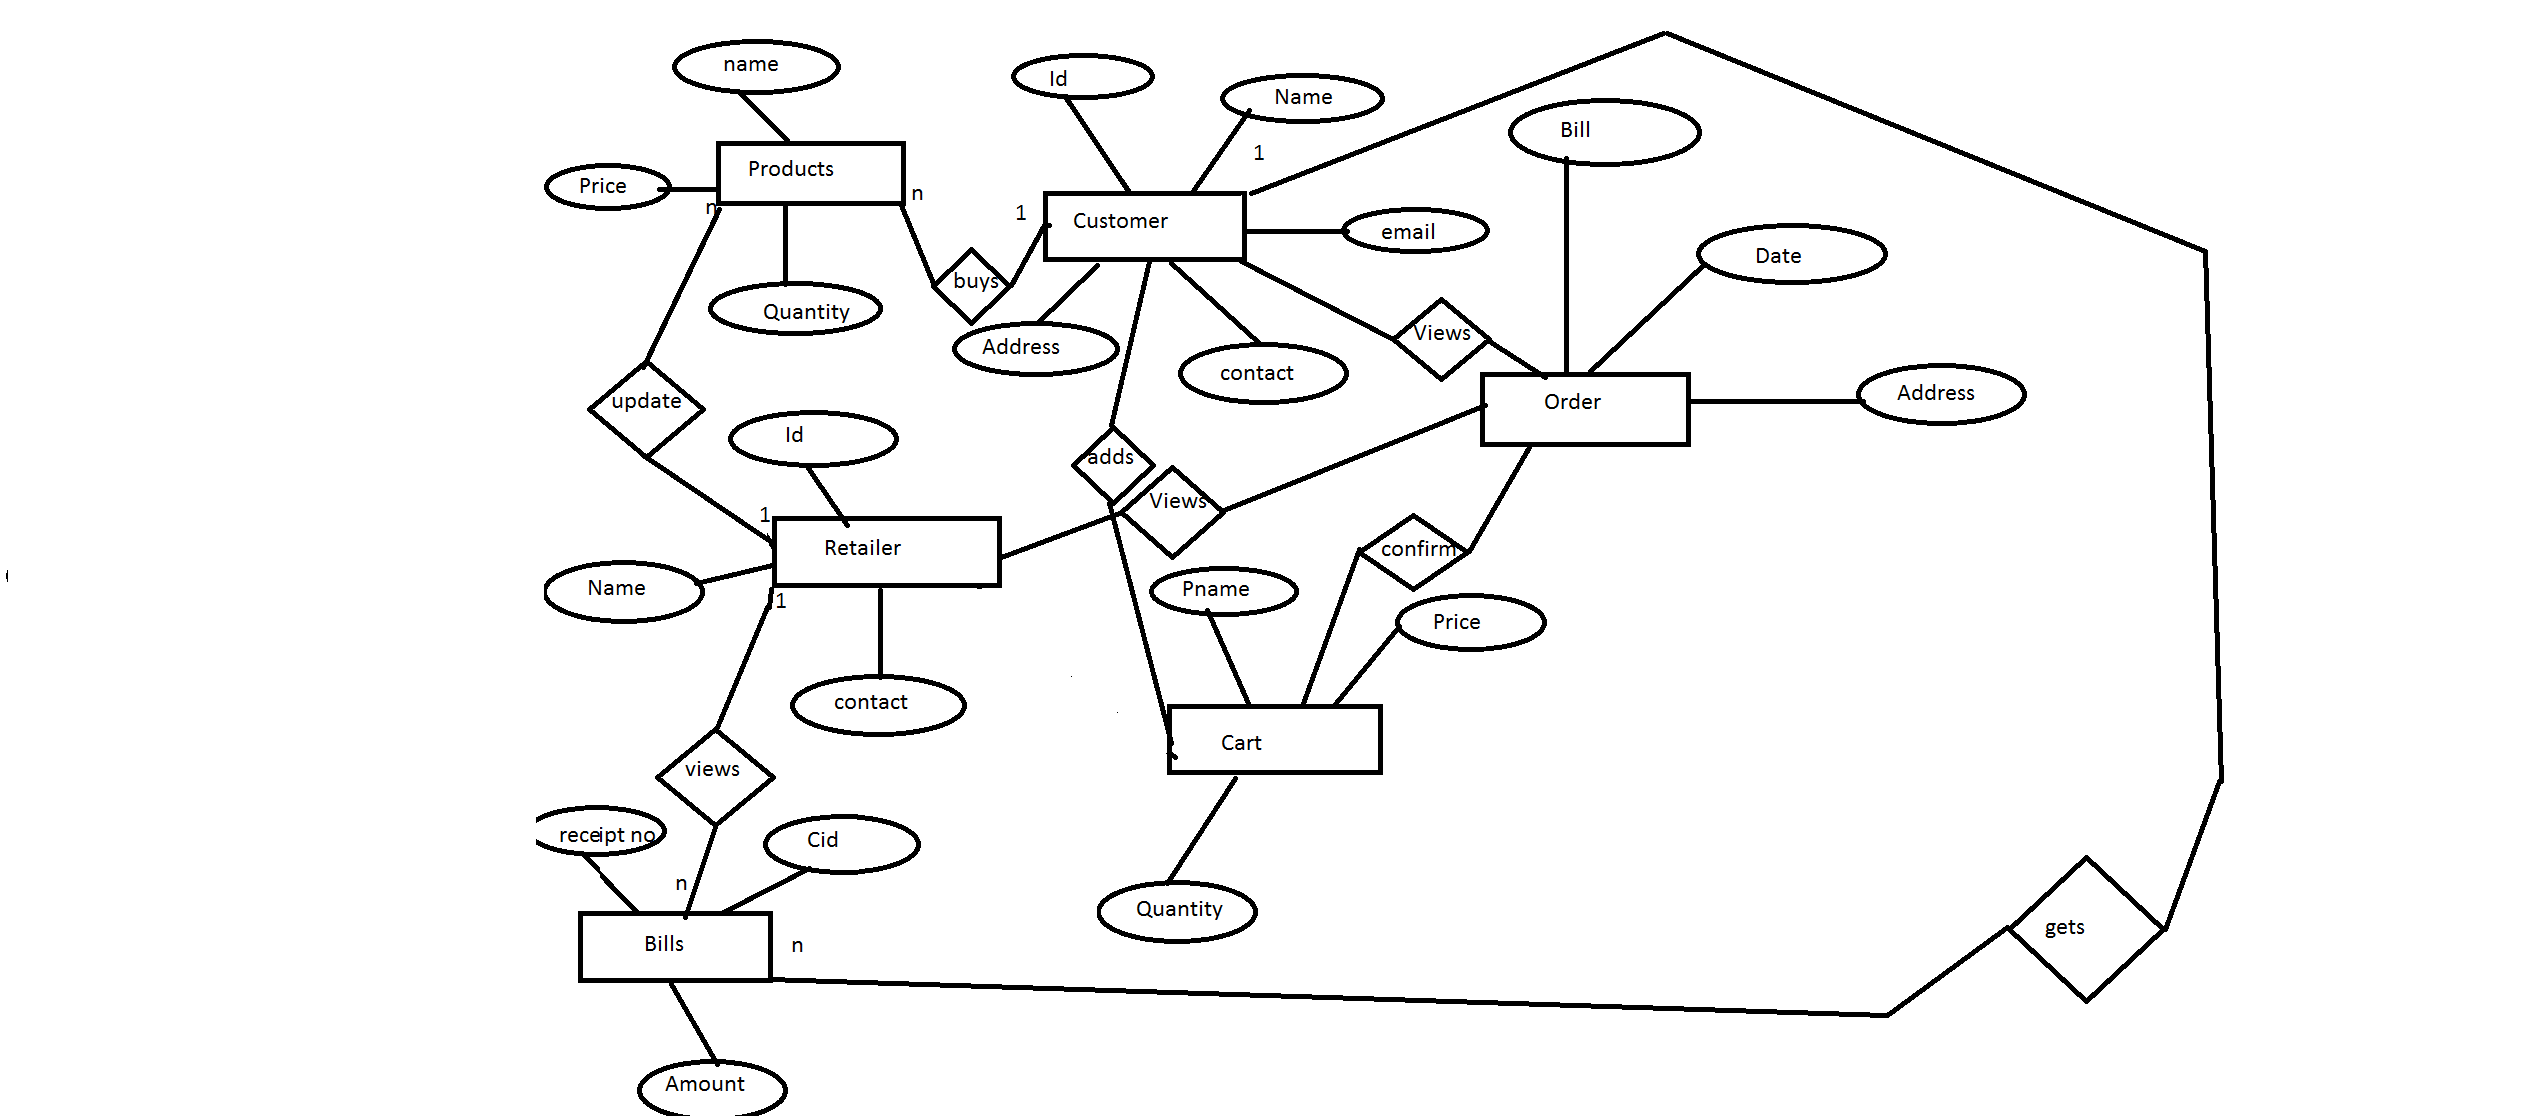 name
Id
Name
Bill
1
Products
Price
n
n
1
Customer
email
Date
buys
Quantity
Address
contact
Views
update
Order
Address
Id
adds
Views
1
Retailer
confirm
Name
1
Pname
Price
contact
Cart
views
receipt no
Cid
n
Quantity
gets
Bills
n
Amount